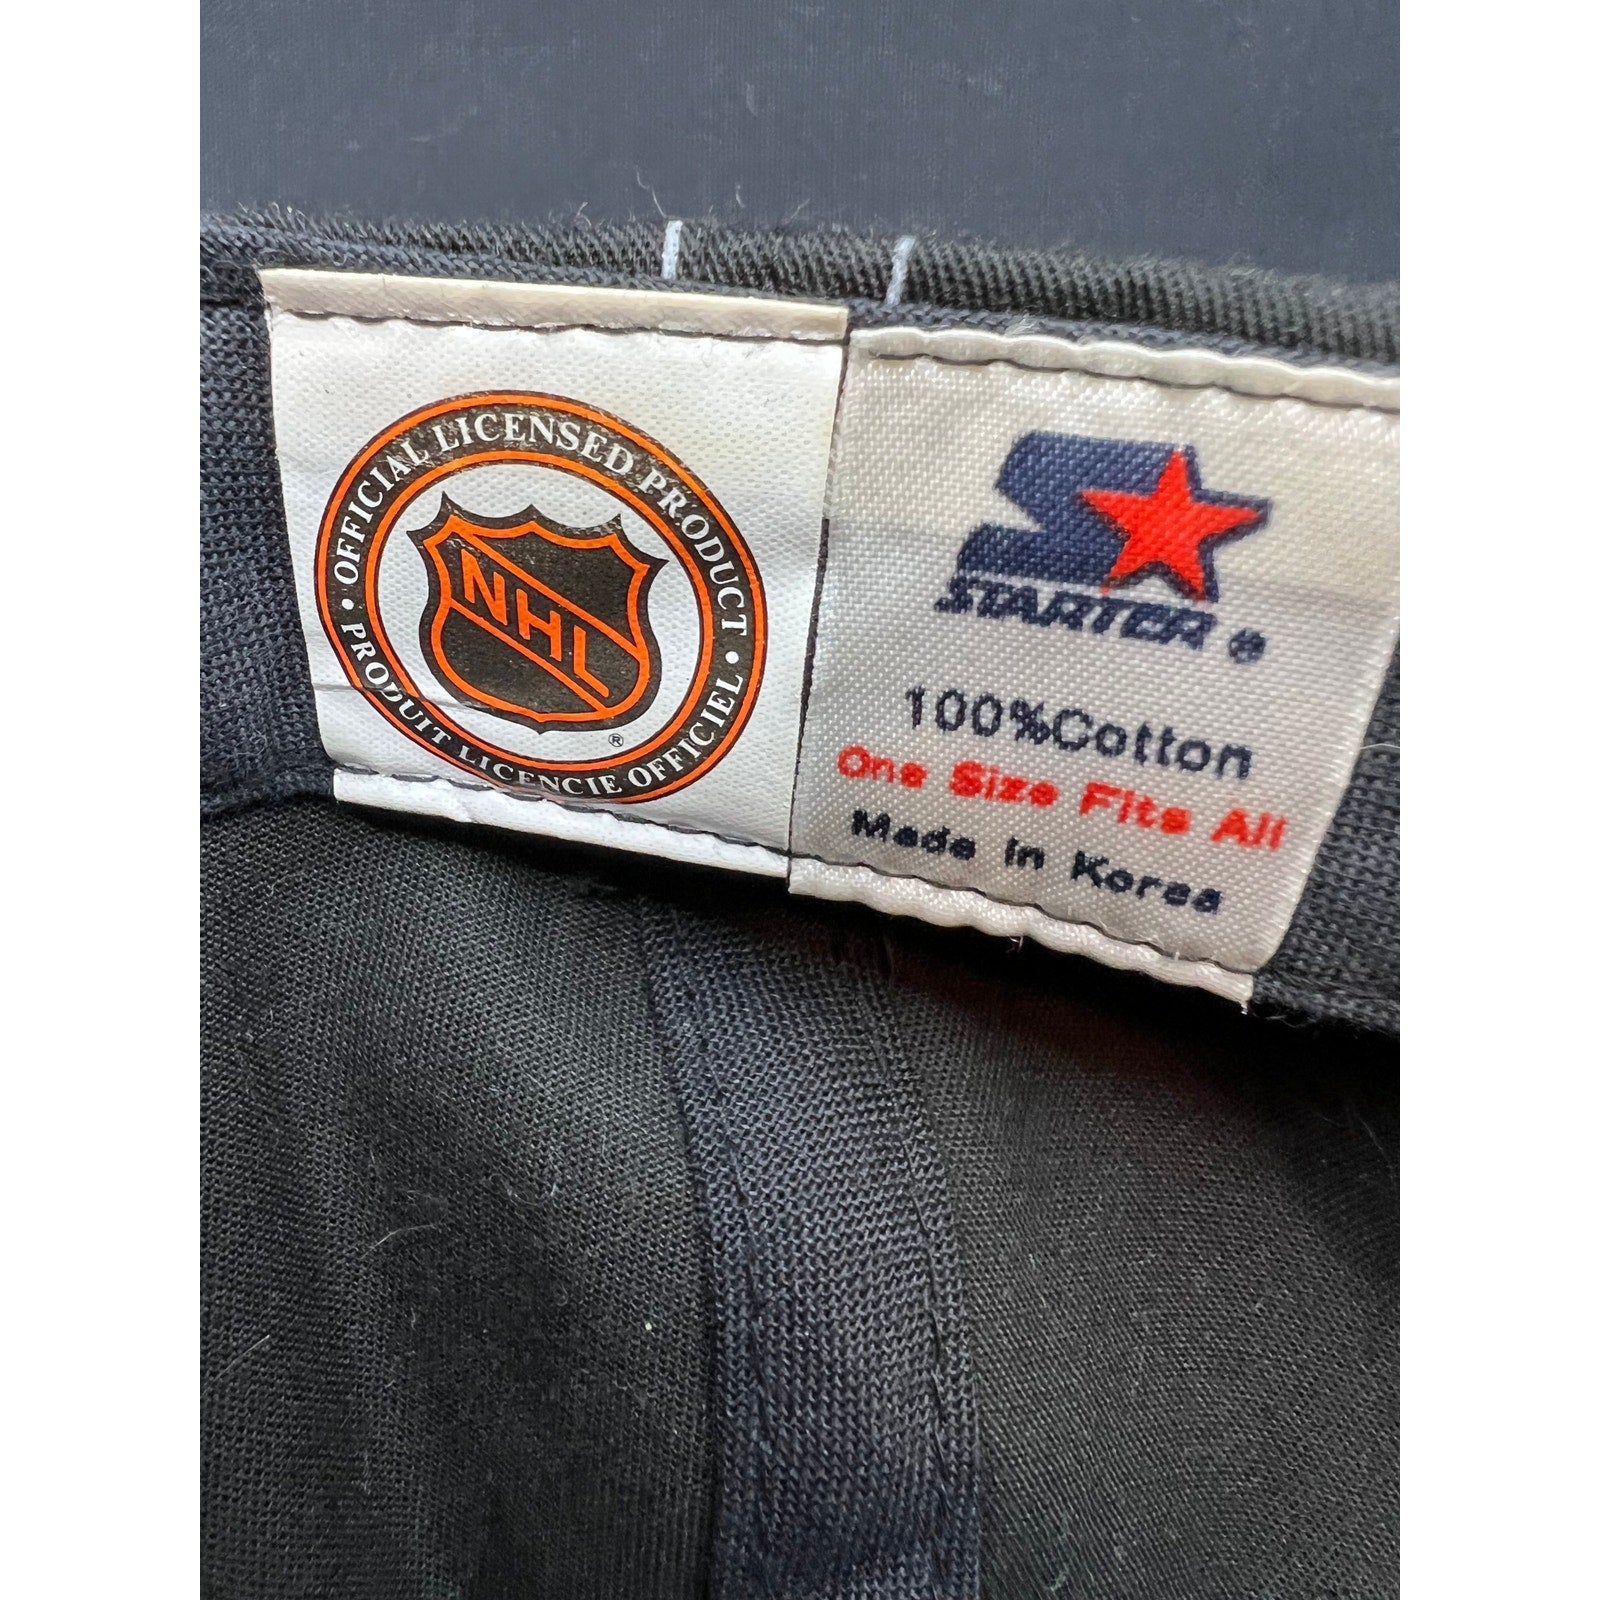 • OFFICIAL LICENSED PRODUCT •
PRODUIT LICENCIE OFFICIEL
NHL
®
STARTER ®
100%Cotton
One Size Fits All
Made In Korea